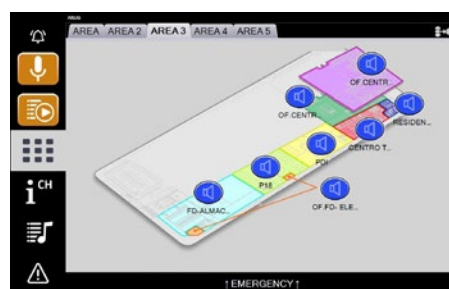 AREA
AREA 2
AREA 3
AREA 4
AREA 5
OF.CENTR..
OF.CENTR..
RESIDEN...
CENTRO T...
PDI
P18
FD-ALMAC..
OF.FD- ELE..
i CH
↑ EMERGENCY ↑